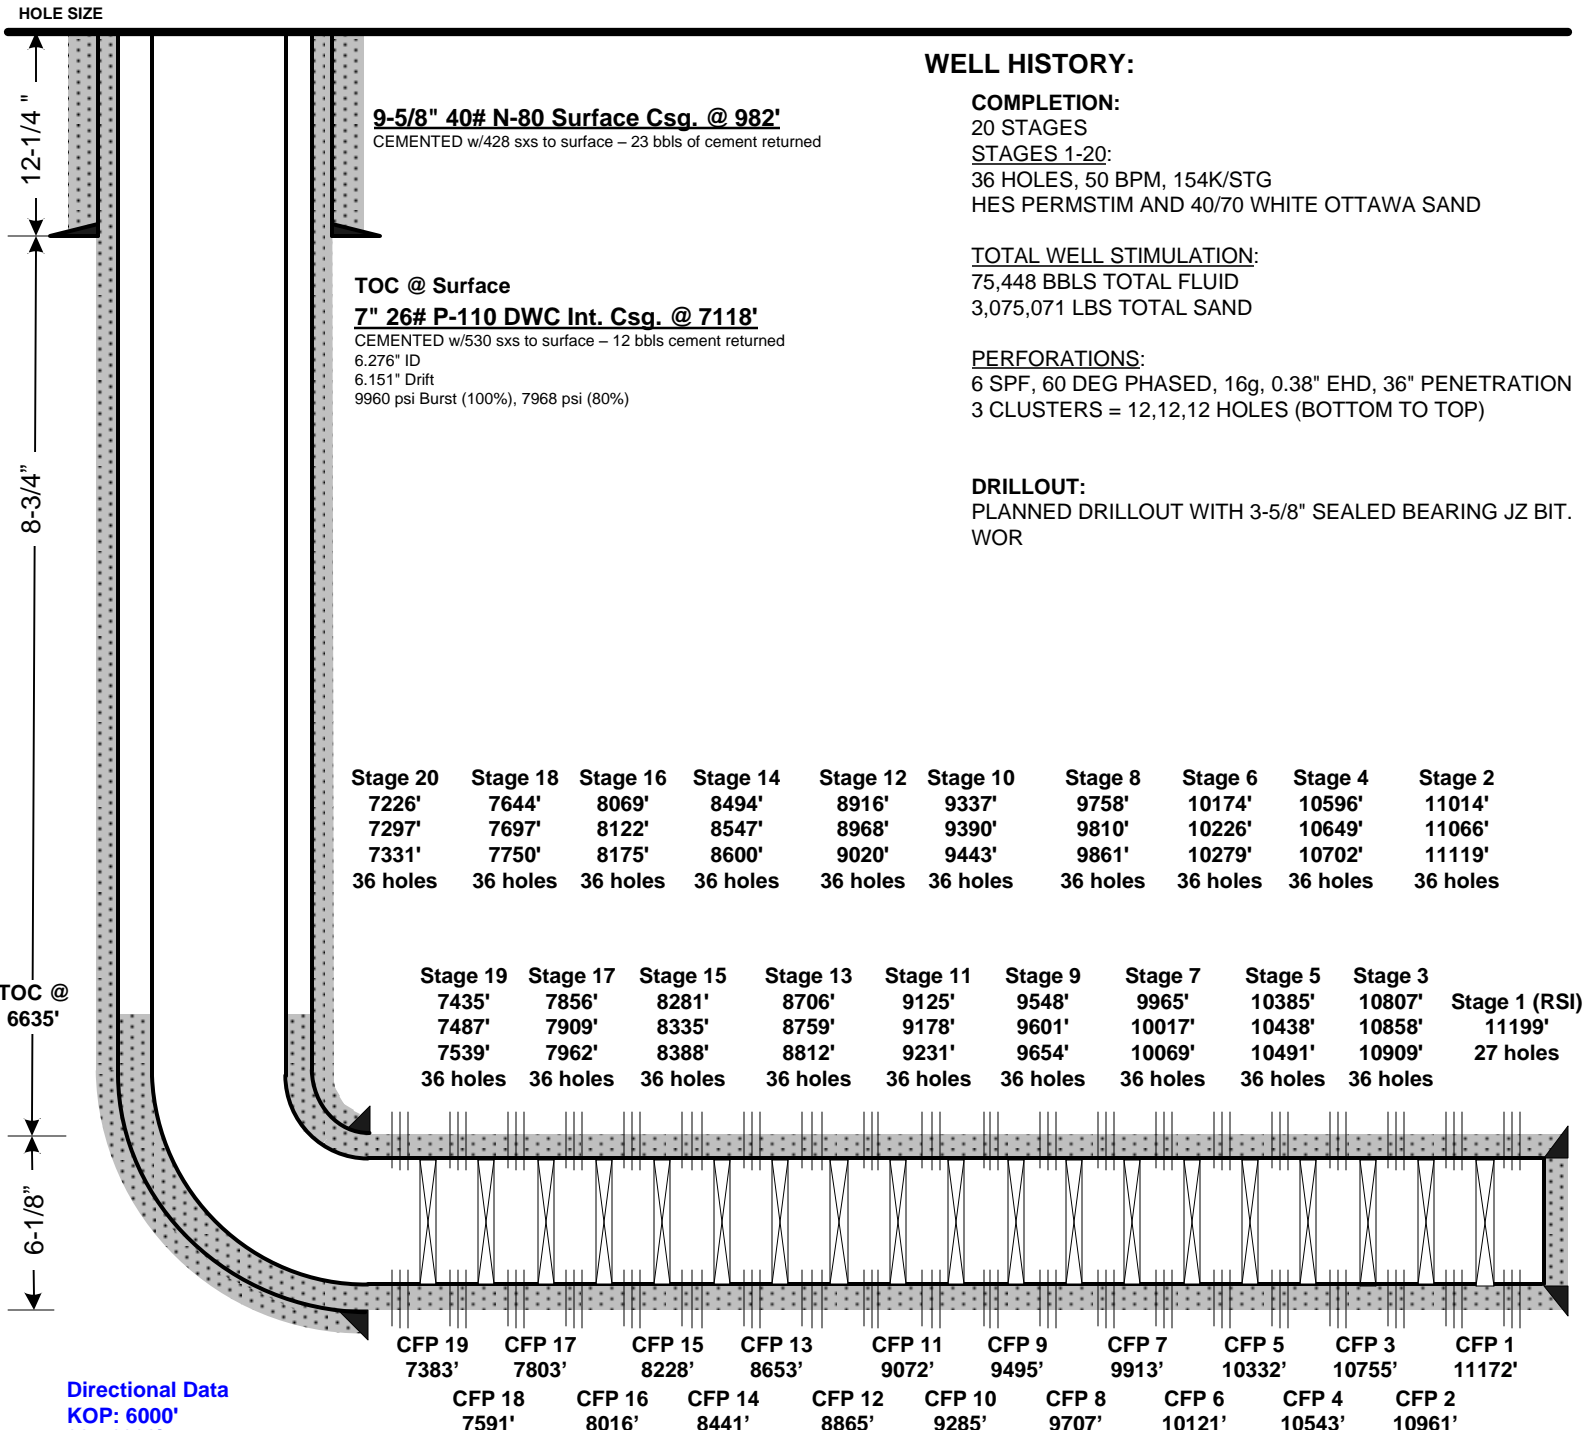 HOLE SIZE
12-1/4 "
8-3/4”
TOC @
6635'
6-1/8”
9-5/8" 40# N-80 Surface Csg. @ 982'
CEMENTED w/428 sxs to surface – 23 bbls of cement returned
TOC @ Surface
7" 26# P-110 DWC Int. Csg. @ 7118'
CEMENTED w/530 sxs to surface – 12 bbls cement returned
6.276" ID
6.151" Drift
9960 psi Burst (100%), 7968 psi (80%)
WELL HISTORY:
COMPLETION:
20 STAGES
STAGES 1-20:
36 HOLES, 50 BPM, 154K/STG
HES PERMSTIM AND 40/70 WHITE OTTAWA SAND
TOTAL WELL STIMULATION:
75,448 BBLS TOTAL FLUID
3,075,071 LBS TOTAL SAND
PERFORATIONS:
6 SPF, 60 DEG PHASED, 16g, 0.38" EHD, 36" PENETRATION
3 CLUSTERS = 12,12,12 HOLES (BOTTOM TO TOP)
DRILLOUT:
PLANNED DRILLOUT WITH 3-5/8" SEALED BEARING JZ BIT.
WOR
Stage 20 Stage 18 Stage 16 Stage 14 Stage 12 Stage 10 Stage 8 Stage 6 Stage 4 Stage 2
7226' 7644' 8069' 8494' 8916' 9337' 9758' 10174' 10596' 11014'
7297' 7697' 8122' 8547' 8968' 9390' 9810' 10226' 10649' 11066'
7331' 7750' 8175' 8600' 9020' 9443' 9861' 10279' 10702' 11119'
36 holes 36 holes 36 holes 36 holes 36 holes 36 holes 36 holes 36 holes 36 holes 36 holes
Stage 19 Stage 17 Stage 15 Stage 13 Stage 11 Stage 9 Stage 7 Stage 5 Stage 3
7435' 7856' 8281' 8706' 9125' 9548' 9965' 10385' 10807' Stage 1 (RSI)
7487' 7909' 8335' 8759' 9178' 9601' 10017' 10438' 10858' 11199'
7539' 7962' 8388' 8812' 9231' 9654' 10069' 10491' 10909' 27 holes
36 holes 36 holes 36 holes 36 holes 36 holes 36 holes 36 holes 36 holes 36 holes
CFP 19 CFP 17 CFP 15 CFP 13 CFP 11 CFP 9 CFP 7 CFP 5 CFP 3 CFP 1
7383’ 7803’ 8228’ 8653’ 9072’ 9495’ 9913’ 10332’ 10755’ 11172'
CFP 18 CFP 16 CFP 14 CFP 12 CFP 10 CFP 8 CFP 6 CFP 4 CFP 2
7591' 8016’ 8441’ 8865’ 9285’ 9707’ 10121’ 10543’ 10961’
Directional Data
KOP: 6000'